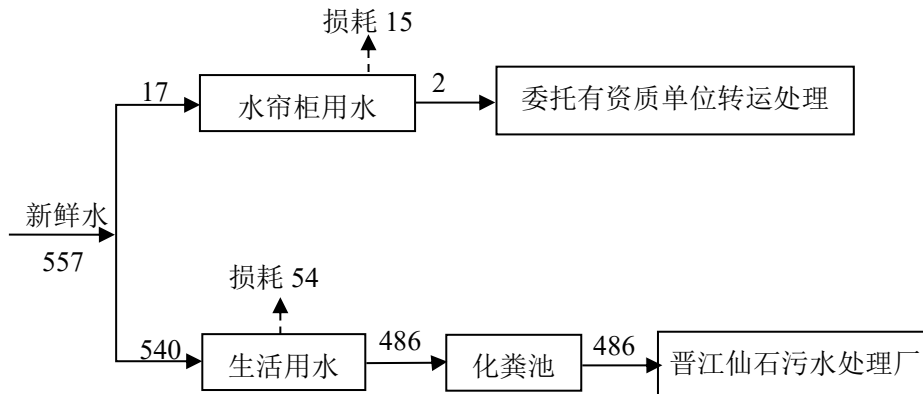 损耗 15
17
水帘柜用水
2
委托有资质单位转运处理
新鲜水
557
损耗 54
540
生活用水
486
化粪池
486
晋江仙石污水处理厂